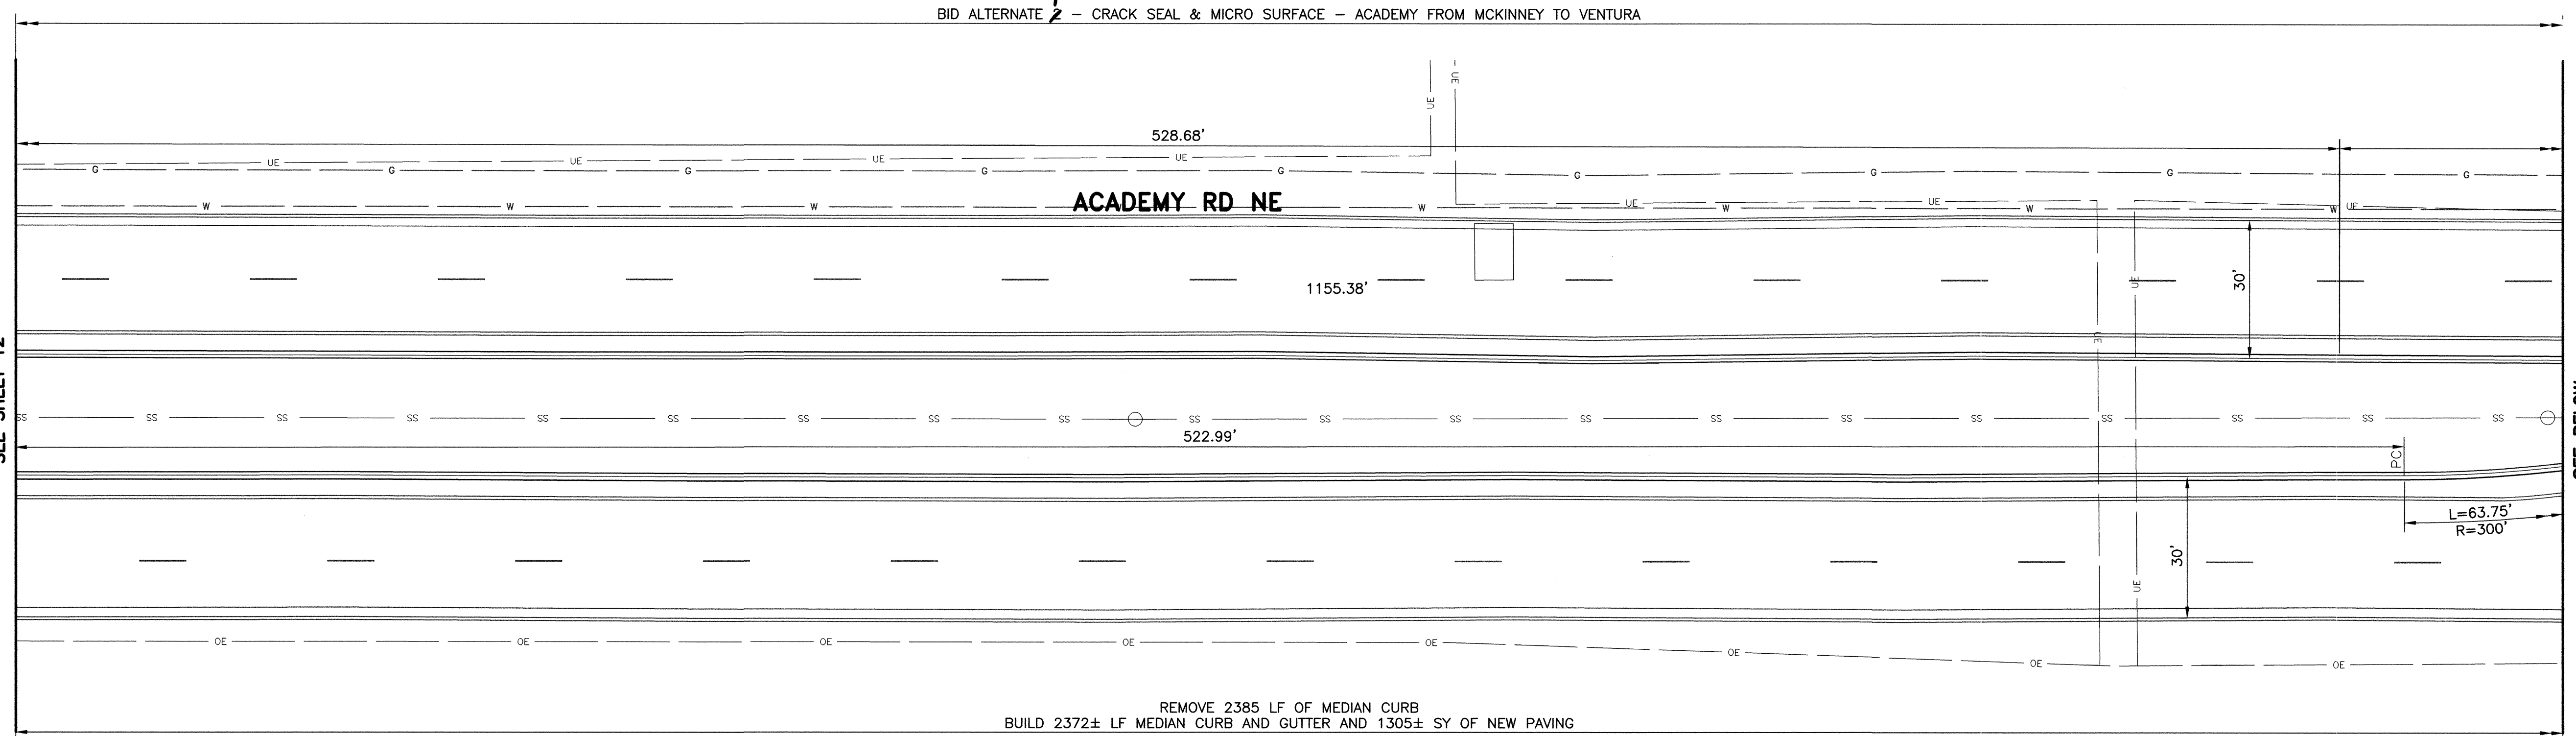 BID ALTERNATE 1 – CRACK SEAL & MICRO SURFACE – ACADEMY FROM MCKINNEY TO VENTURA
UE
UE
528.68'
UE UE UE UE
G G G G G G G G G
ACADEMY RD NE
W W W W W W W
UE UE UE
1155.38'
UE
30'
UE
SS SS SS SS SS SS SS SS SS SS SS SS SS SS SS SS SS SS SS SS
522.99'
PC
L=63.75'
R=300'
30'
UE
OE OE OE OE OE OE OE OE
REMOVE 2385 LF OF MEDIAN CURB
BUILD 2372± LF MEDIAN CURB AND GUTTER AND 1305± SY OF NEW PAVING